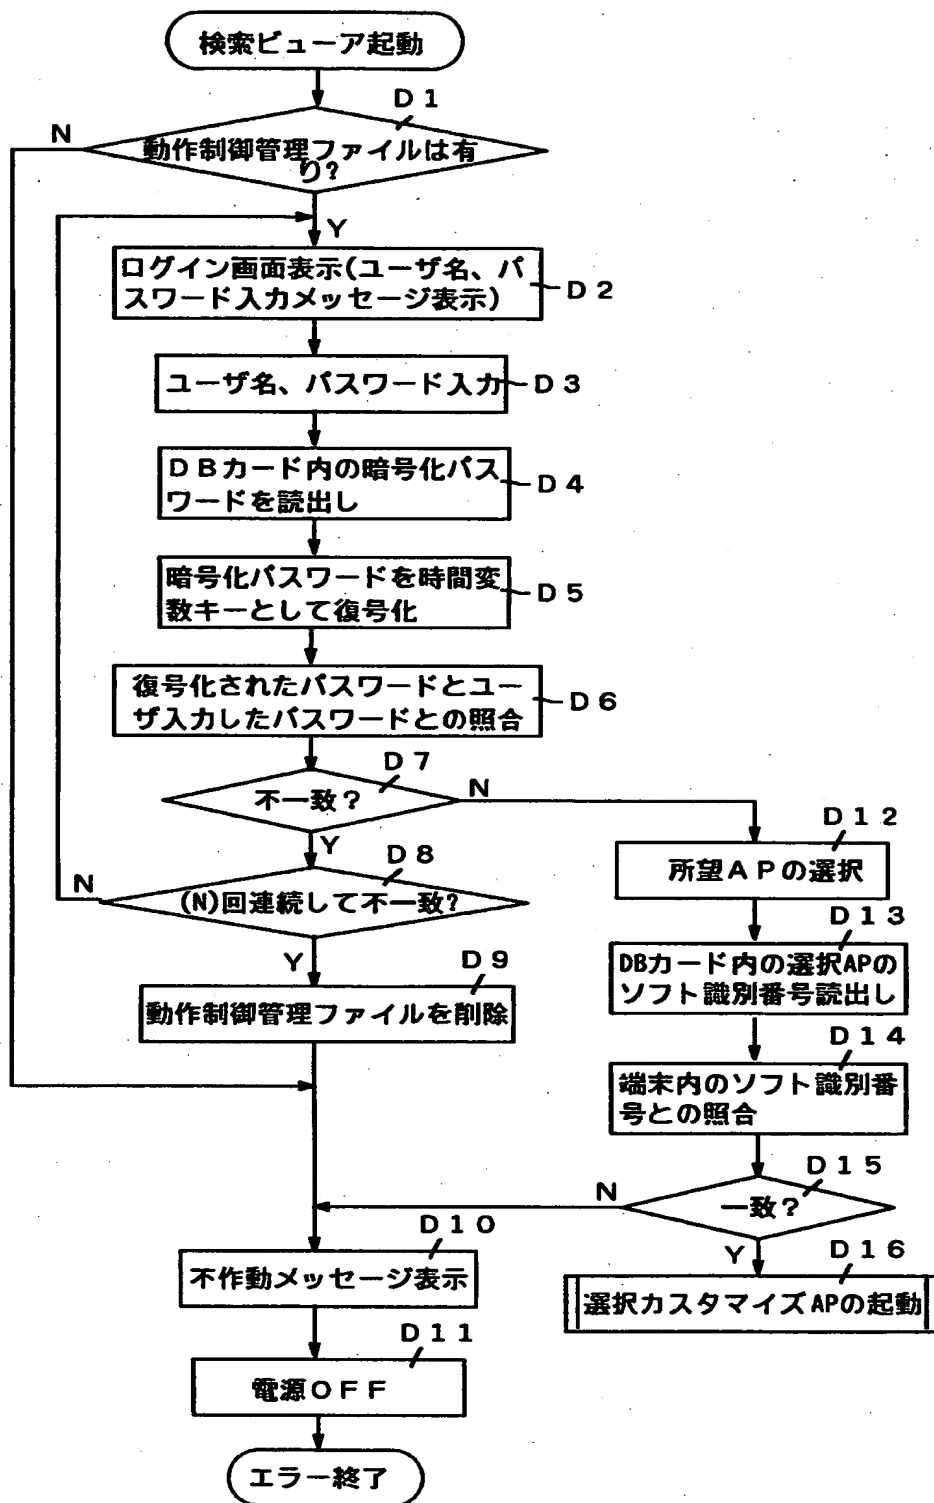 検索ビューア起動
D1
N
動作制御管理ファイルは有
り?
Y
ログイン画面表示(ユーザ名、パ
スワード入力メッセージ表示)
D2
ユーザ名、パスワード入力
D3
DBカード内の暗号化パス
ワードを読出し
D4
暗号化パスワードを時間変
数キーとして復号化
D5
復号化されたパスワードとユー
ザ入力したパスワードとの照合
D6
D7
不一致?
N
Y
D8
N
(N)回連続して不一致?
Y
D9
動作制御管理ファイルを削除
D12
所望APの選択
D13
DBカード内の選択APの
ソフト識別番号読出し
D14
端末内のソフト識別番
号との照合
D15
N
一致?
Y
D16
選択カスタマイズAPの起動
D10
不作動メッセージ表示
D11
電源OFF
エラー終了